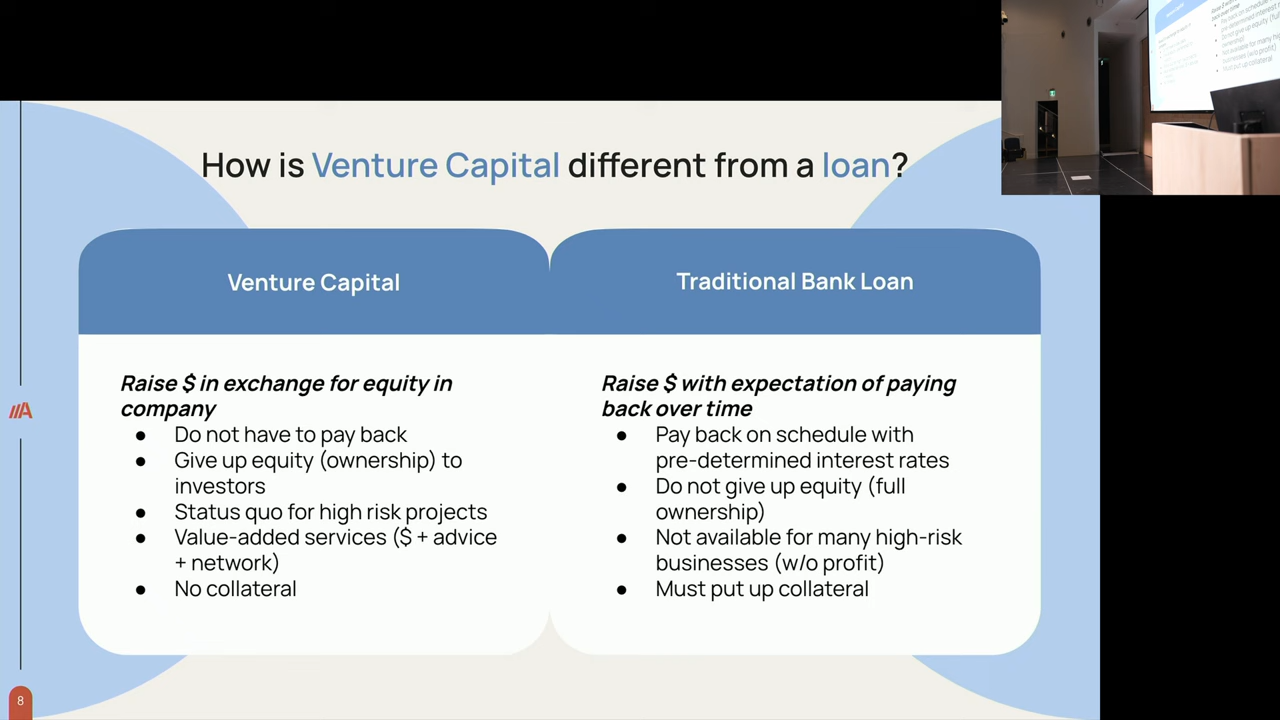 How is Venture Capital different from a loan?
Venture Capital
Raise $ in exchange for equity in
company
● Do not have to pay back
● Give up equity (ownership) to
investors
● Status quo for high risk projects
● Value-added services ($ + advice
+ network)
● No collateral
Traditional Bank Loan
Raise $ with expectation of paying
back over time
● Pay back on schedule with
pre-determined interest rates
● Do not give up equity (full
ownership)
● Not available for many high-risk
businesses (w/o profit)
● Must put up collateral
8